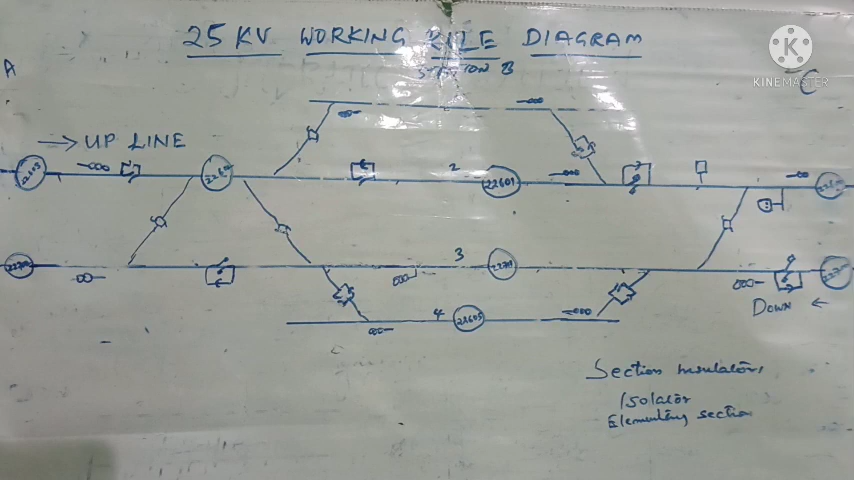 25 KV WORKING RULE DIAGRAM
STATION B
A
C
K
KINEMASTER
→ UP LINE
2
22601
3
4
22603
DOWN ←
Section insulators
Isolator
Elementary section